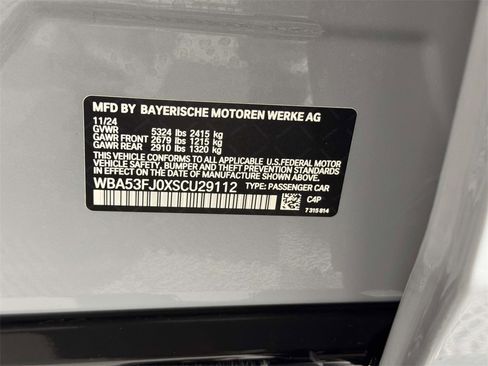 MFD BY BAYERISCHE MOTOREN WERKE AG
11/24
GVWR 5324 lbs 2415 kg
GAWR FRONT 2679 lbs 1215 kg
GAWR REAR 2910 lbs 1320 kg
THIS VEHICLE CONFORMS TO ALL APPLICABLE U.S. FEDERAL MOTOR
VEHICLE SAFETY, BUMPER AND THEFT PREVENTION STANDARDS
IN EFFECT ON THE DATE OF MANUFACTURE SHOWN ABOVE.
WBA53FJ0XSCU29112 TYPE: PASSENGER CAR
C4P
7 315 814